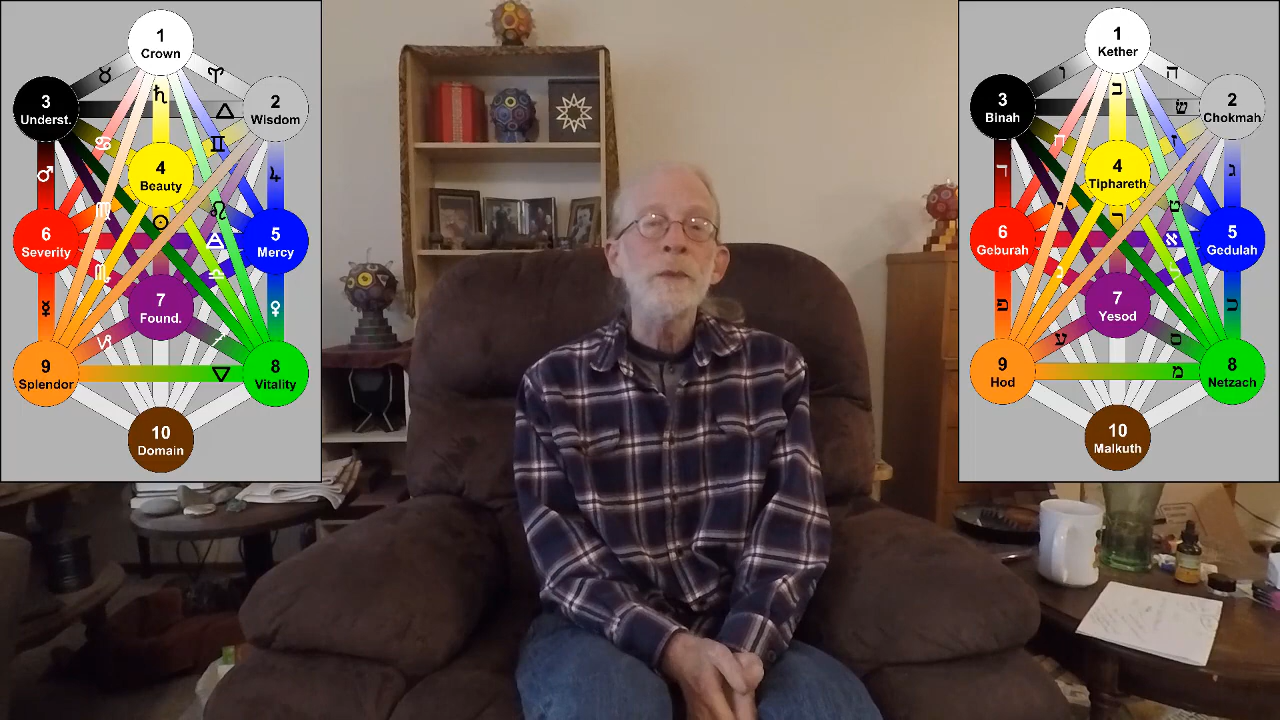 1
Crown
♉
♈
♄
3
Underst.
△
2
Wisdom
♋
♊
4
Beauty
♂
♃
♍
♌
☉
6
Severity
5
Mercy
♏
♎
7
Found.
☿
♀
♑
9
Splendor
▽
8
Vitality
10
Domain
1
Kether
ו
ה
ב
3
Binah
ש
2
Chokmah
ח
ז
4
Tiphareth
ד
ג
י
ט
ר
6
Geburah
א
5
Gedulah
נ
ל
7
Yesod
פ
ע
ס
9
Hod
מ
8
Netzach
10
Malkuth